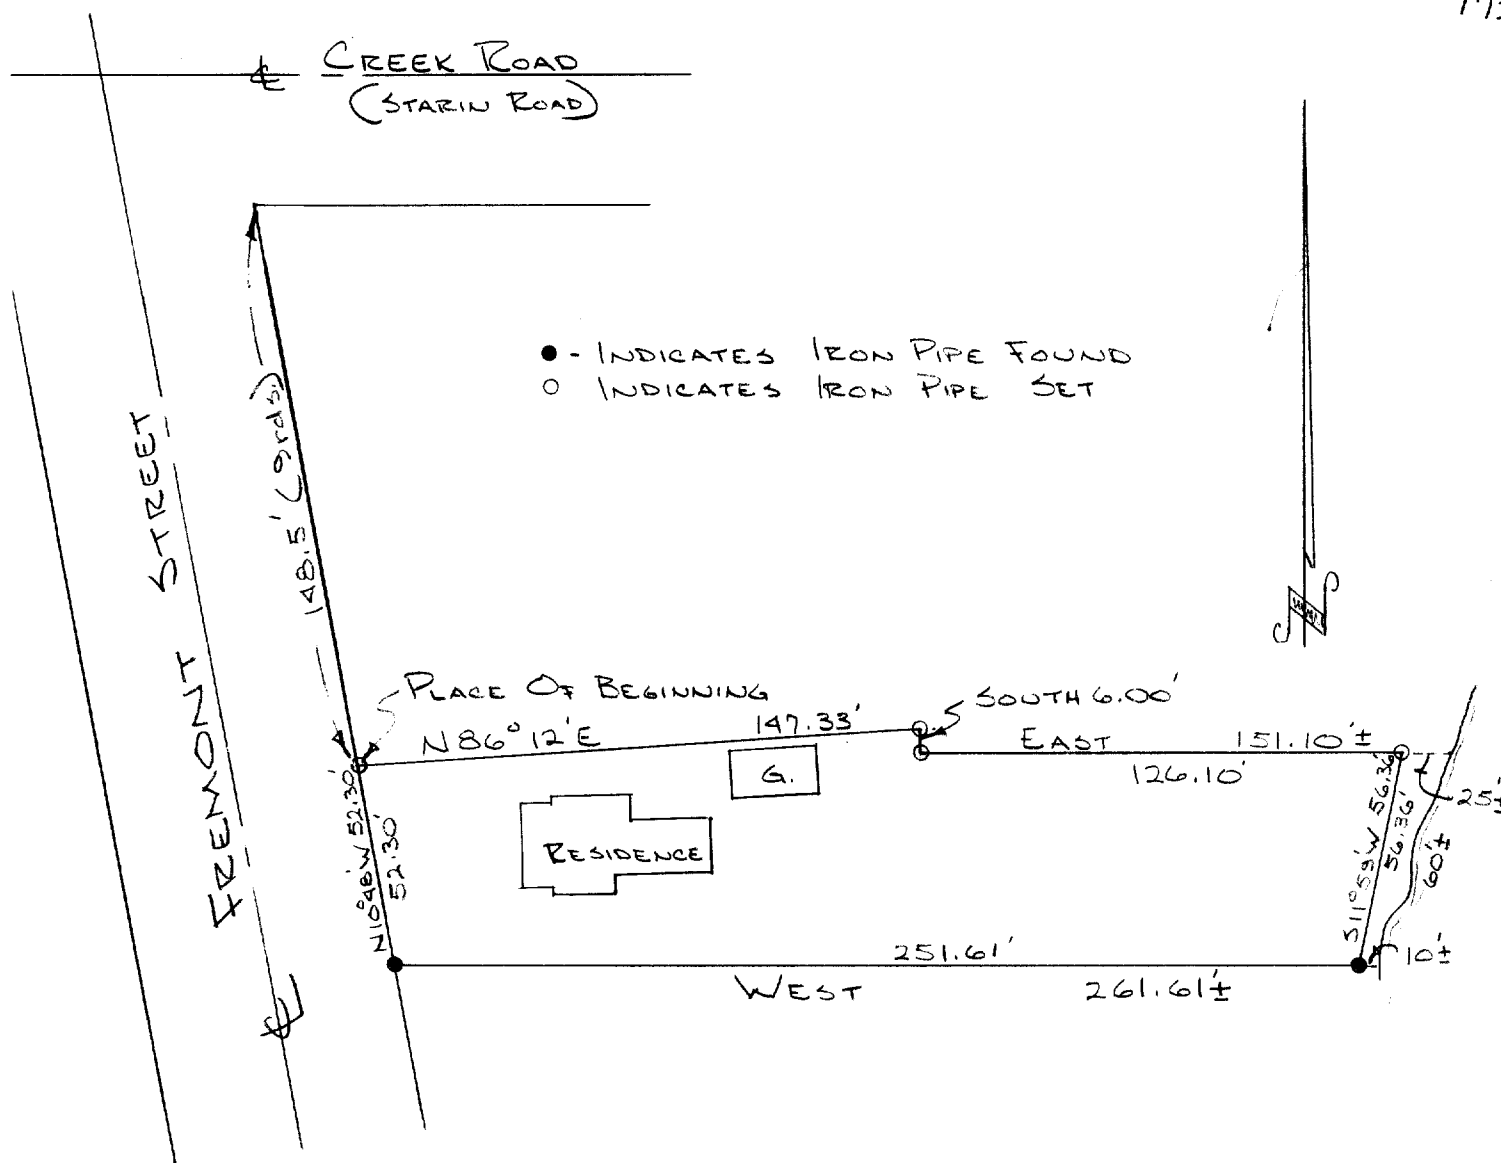 CREEK ROAD
(STARIN ROAD)
● - INDICATES IRON PIPE FOUND
○ INDICATES IRON PIPE SET
FREMONT STREET
148.5' (9rds)
PLACE OF BEGINNING
N86°12'E 147.33'
SOUTH 6.00'
EAST 151.10'±
126.10'
G.
RESIDENCE
N10°48'W 52.30'
52.30'
S11°59'W 56.36'
56.36'
25'±
60'±
10'±
251.61'
WEST 261.61'±